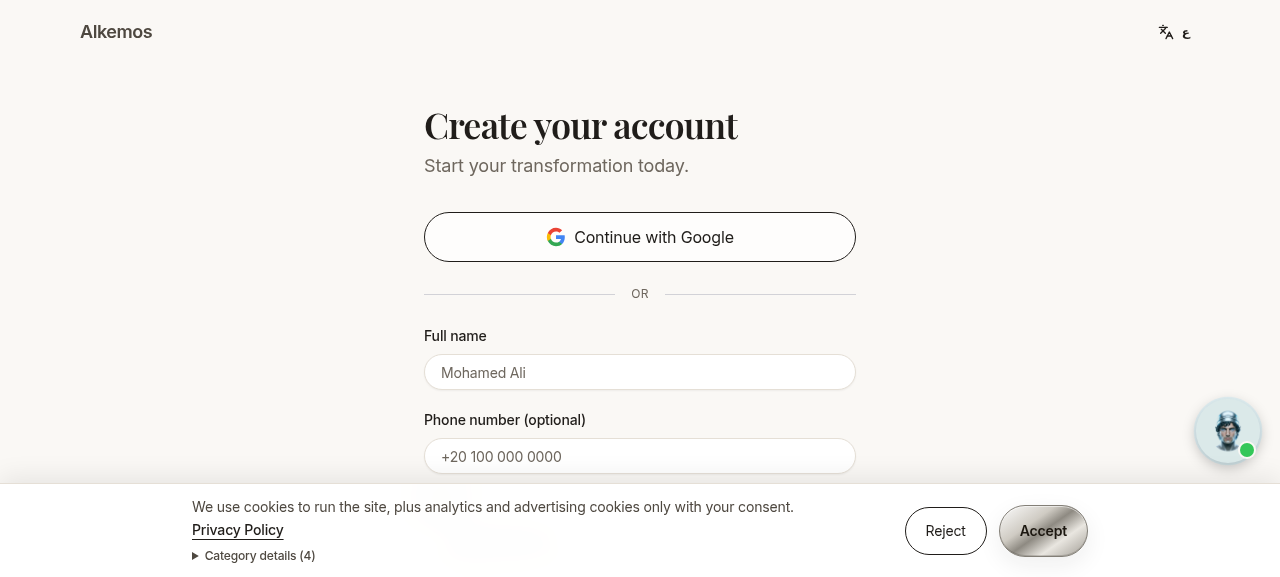 Alkemos
ع
Create your account
Start your transformation today.
Continue with Google
OR
Full name
Mohamed Ali
Phone number (optional)
+20 100 000 0000
We use cookies to run the site, plus analytics and advertising cookies only with your consent.
Privacy Policy
Category details (4)
Reject
Accept